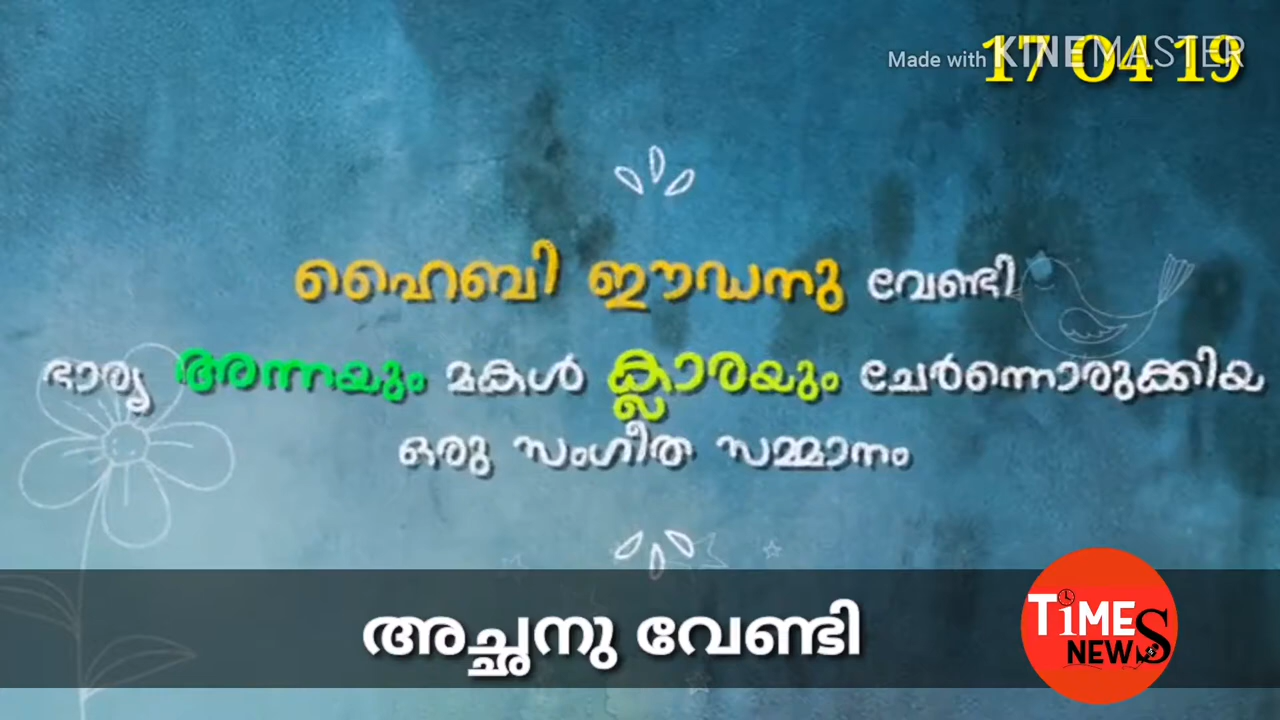 Made with KINEMASTER
17 04 19
ഹൈബി ഈഡനു വേണ്ടി
ഭാര്യ അന്നയും മകൾ ക്ലാരയും ചേർന്നൊരുക്കിയ
ഒരു സംഗീത സമ്മാനം
അച്ഛനു വേണ്ടി
TiMES
NEWS